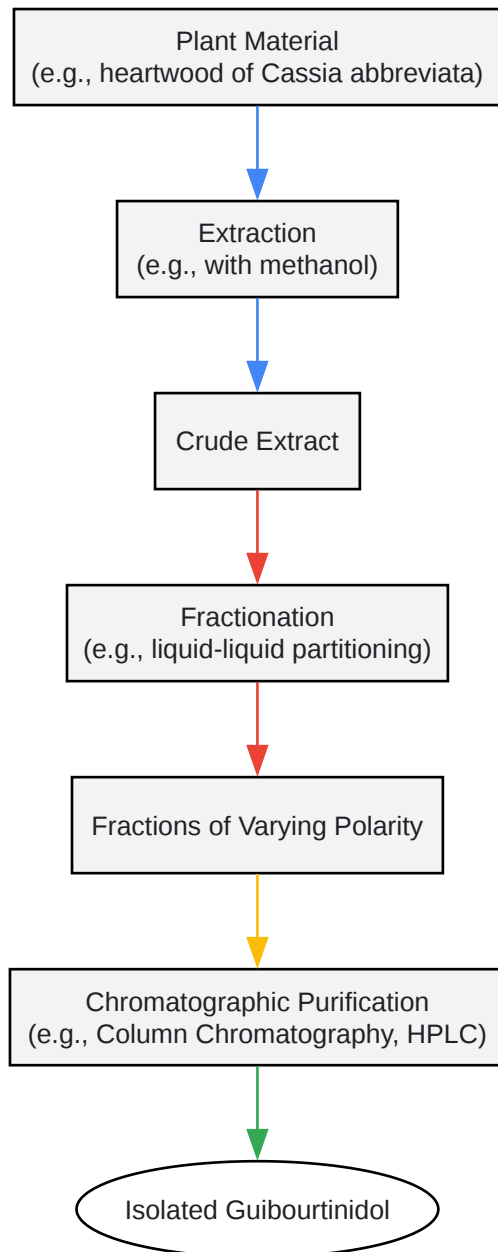 Plant Material
(e.g., heartwood of Cassia abbreviata)
Extraction
(e.g., with methanol)
Crude Extract
Fractionation
(e.g., liquid-liquid partitioning)
Fractions of Varying Polarity
Chromatographic Purification
(e.g., Column Chromatography, HPLC)
Isolated Guibourtinidol